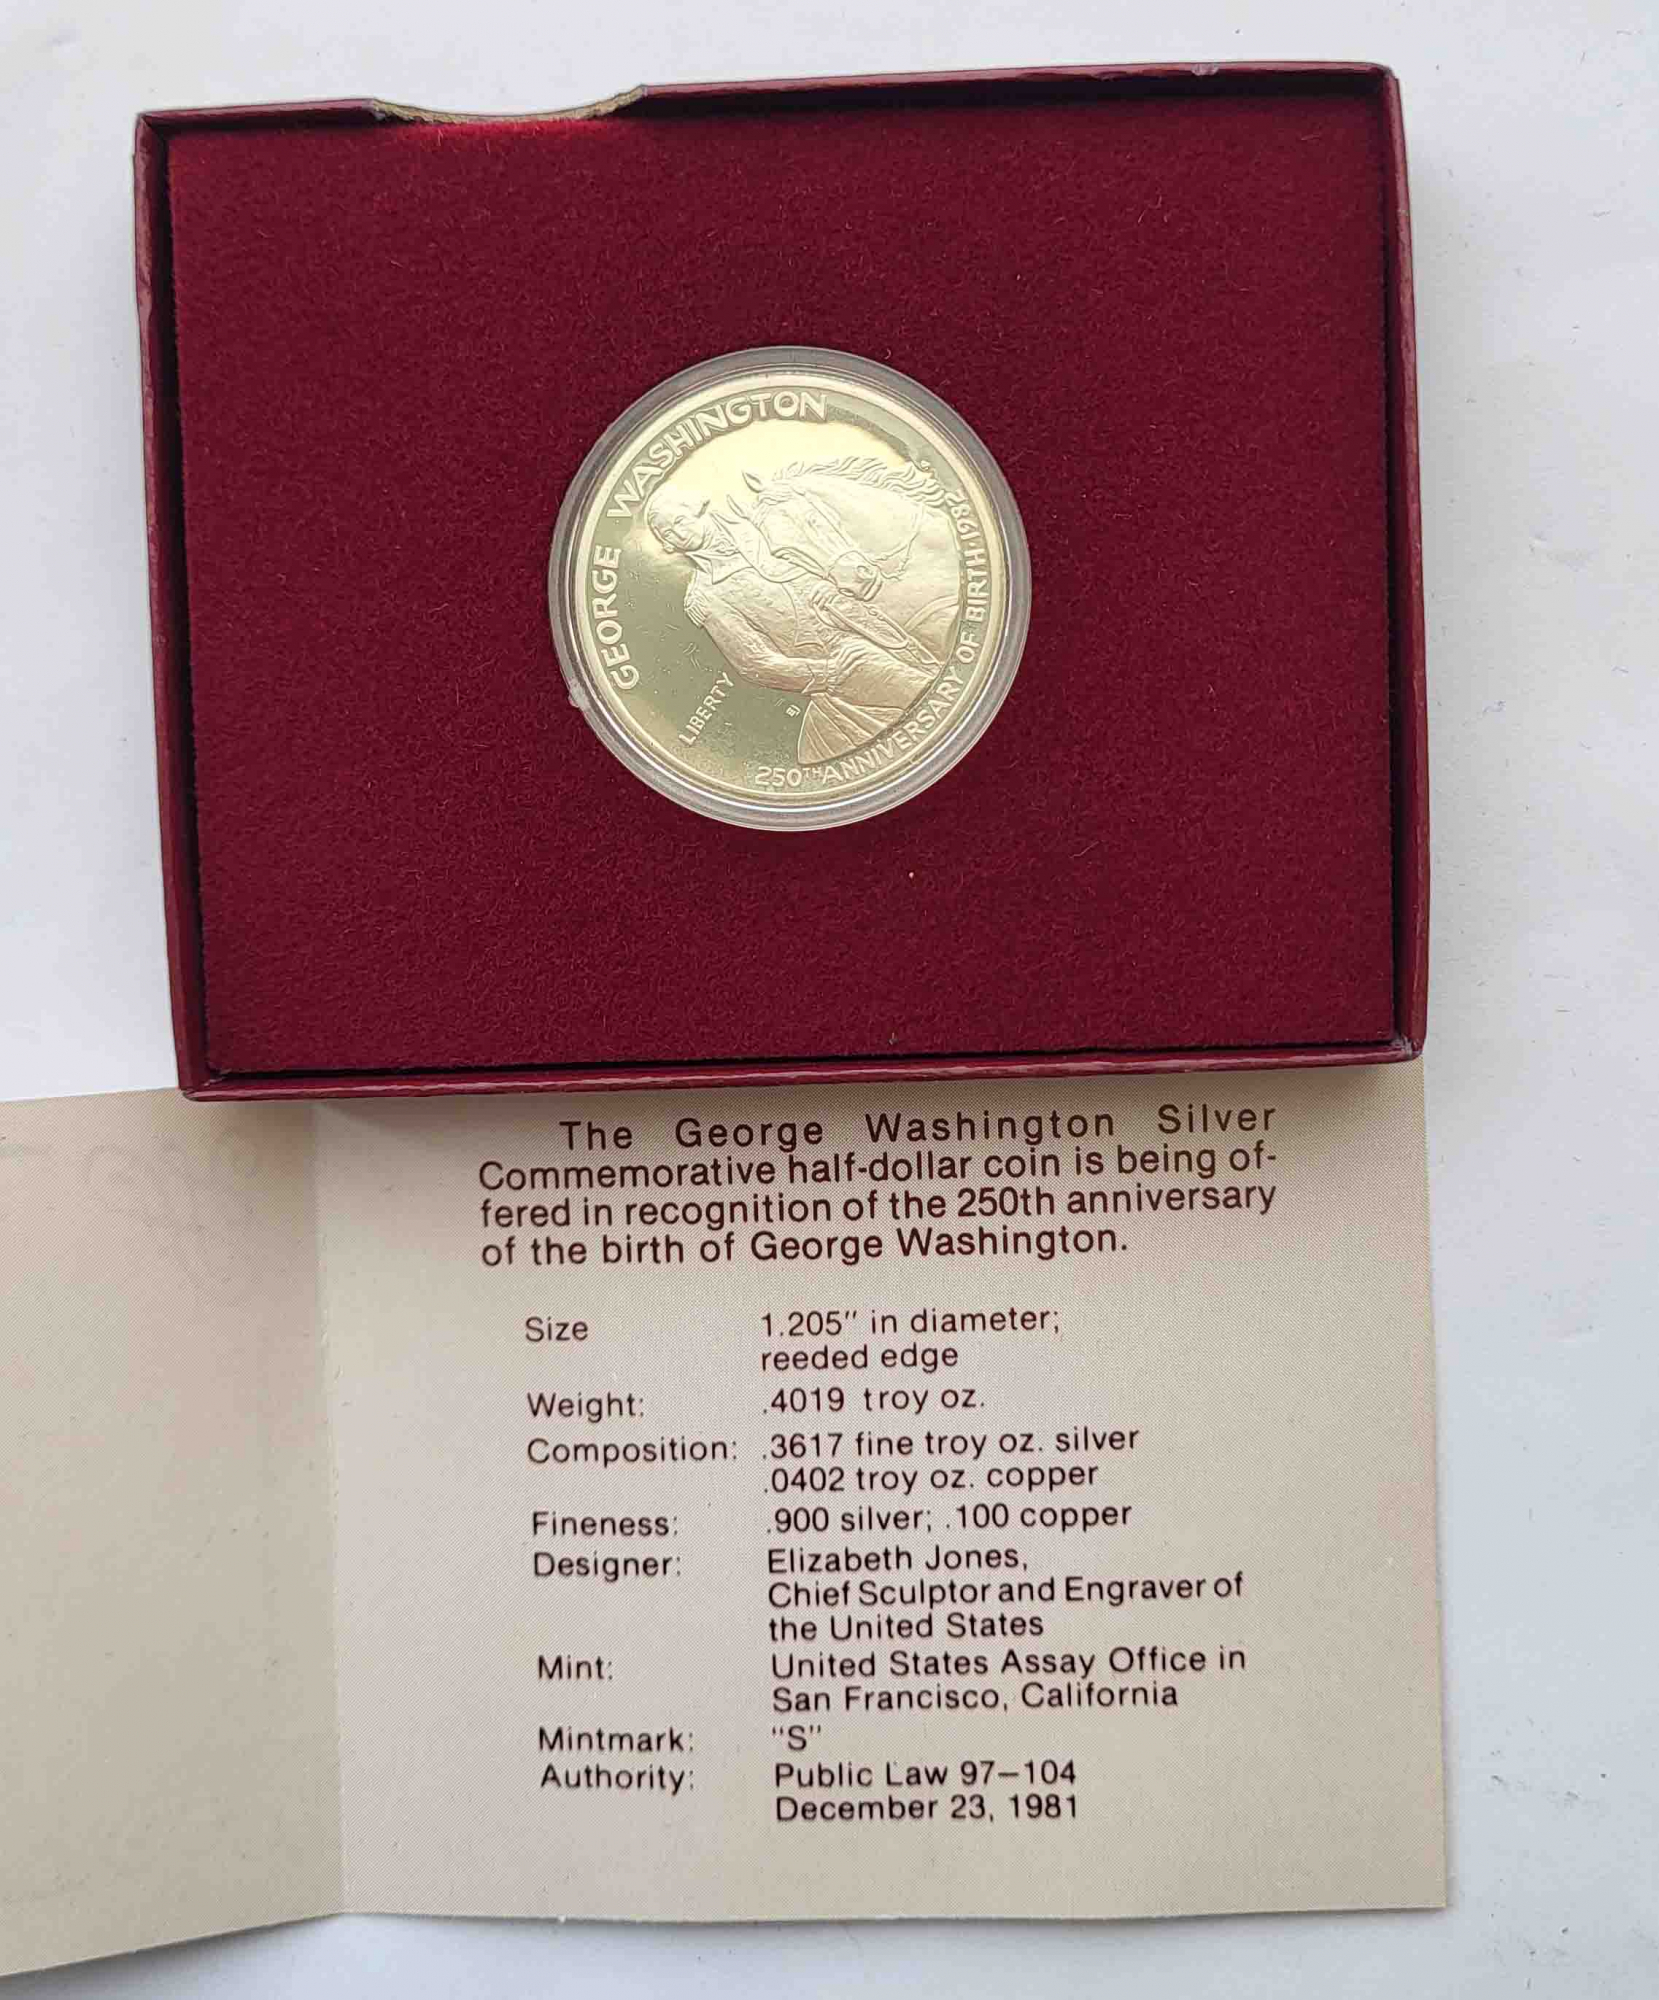 GEORGE WASHINGTON
LIBERTY
EJ
250TH ANNIVERSARY OF BIRTH·1982
The George Washington Silver
Commemorative half-dollar coin is being of-
fered in recognition of the 250th anniversary
of the birth of George Washington.
Size 1.205" in diameter;
reeded edge
Weight: .4019 troy oz.
Composition: .3617 fine troy oz. silver
.0402 troy oz. copper
Fineness: .900 silver; .100 copper
Designer: Elizabeth Jones,
Chief Sculptor and Engraver of
the United States
Mint: United States Assay Office in
San Francisco, California
Mintmark: "S"
Authority: Public Law 97–104
December 23, 1981